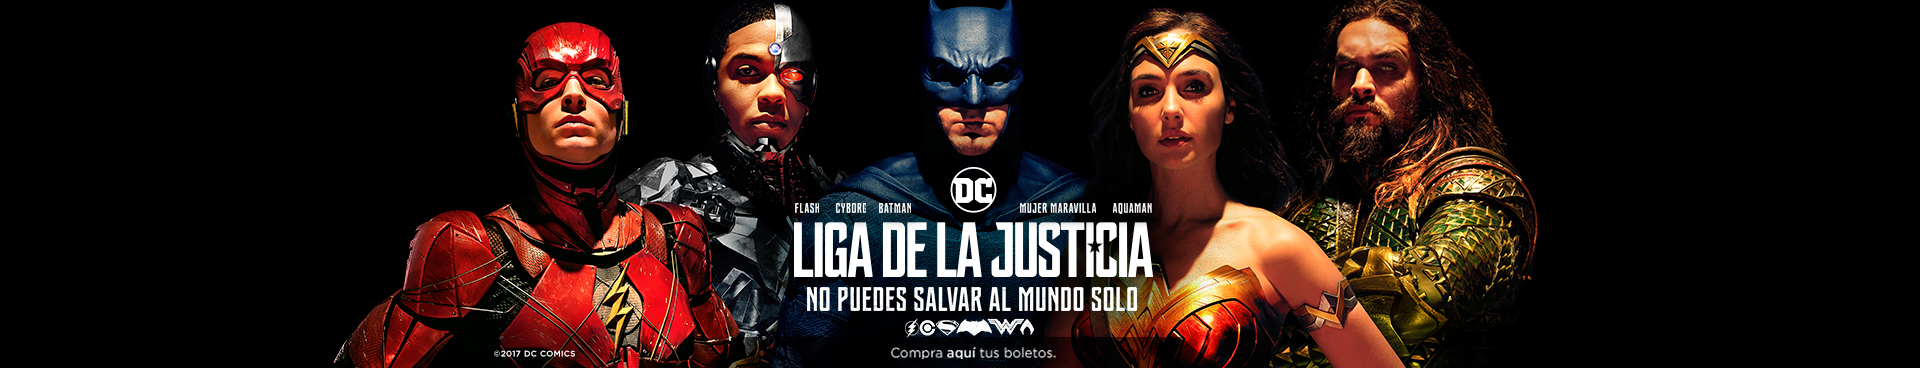 DC
FLASH CYBORG BATMAN MUJER MARAVILLA AQUAMAN
LIGA DE LA JUSTICIA
NO PUEDES SALVAR AL MUNDO SOLO
©2017 DC COMICS
Compra aquí tus boletos.